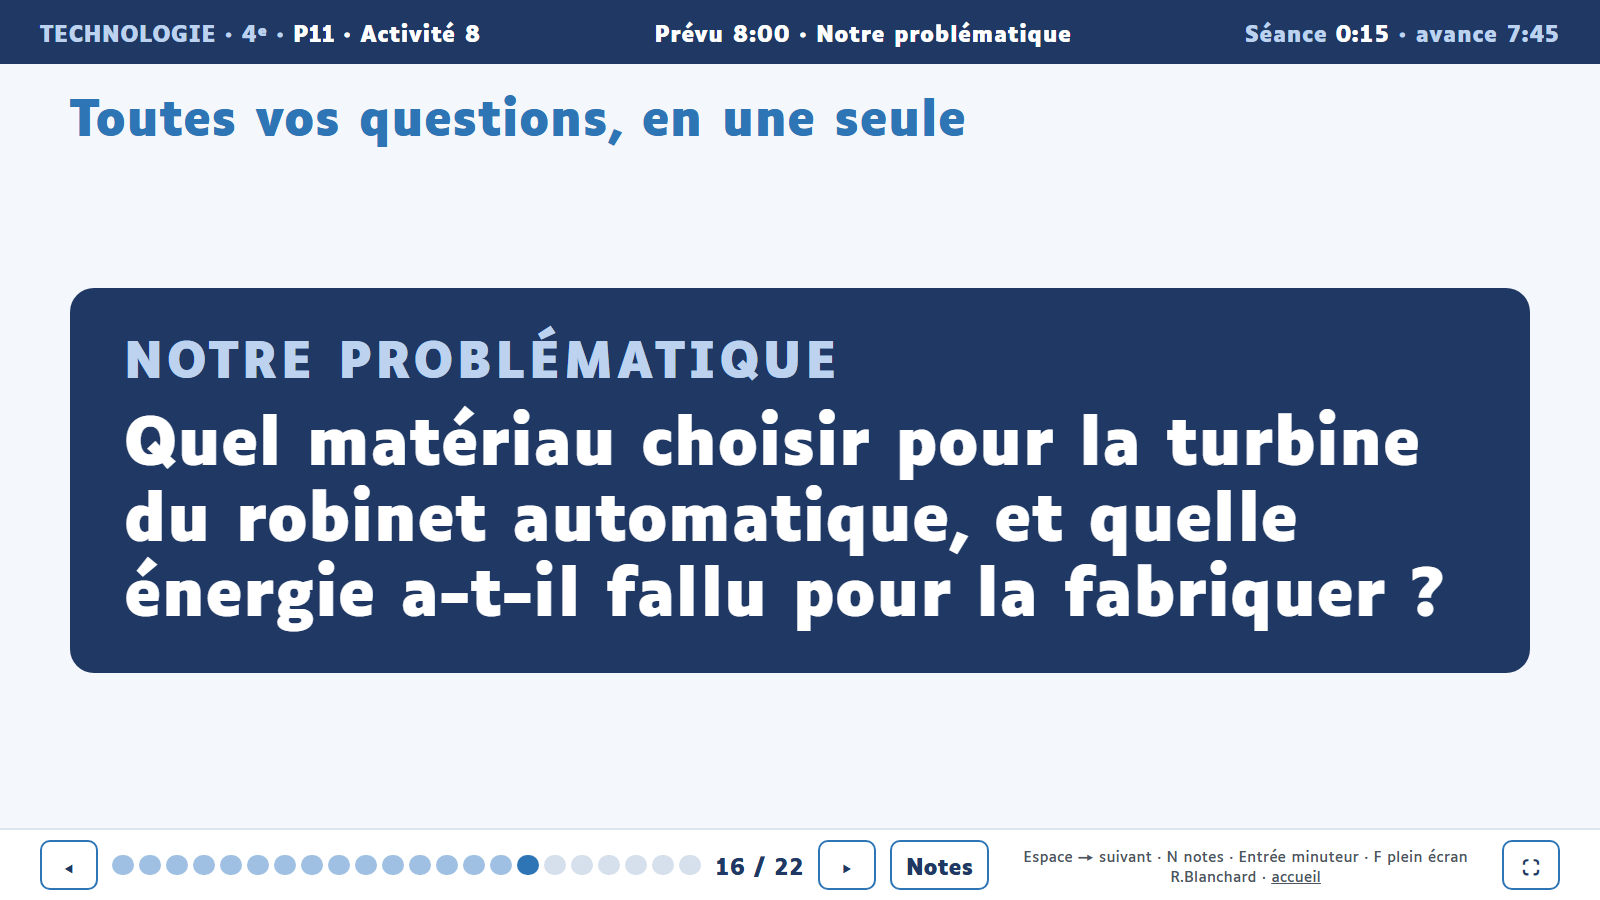 TECHNOLOGIE · 4e · P11 · Activité 8
Prévu 8:00 · Notre problématique
Séance 0:15 · avance 7:45
Toutes vos questions, en une seule
NOTRE PROBLÉMATIQUE
Quel matériau choisir pour la turbine
du robinet automatique, et quelle
énergie a-t-il fallu pour la fabriquer ?
16 / 22
Notes
Espace → suivant · N notes · Entrée minuteur · F plein écran
R.Blanchard · accueil